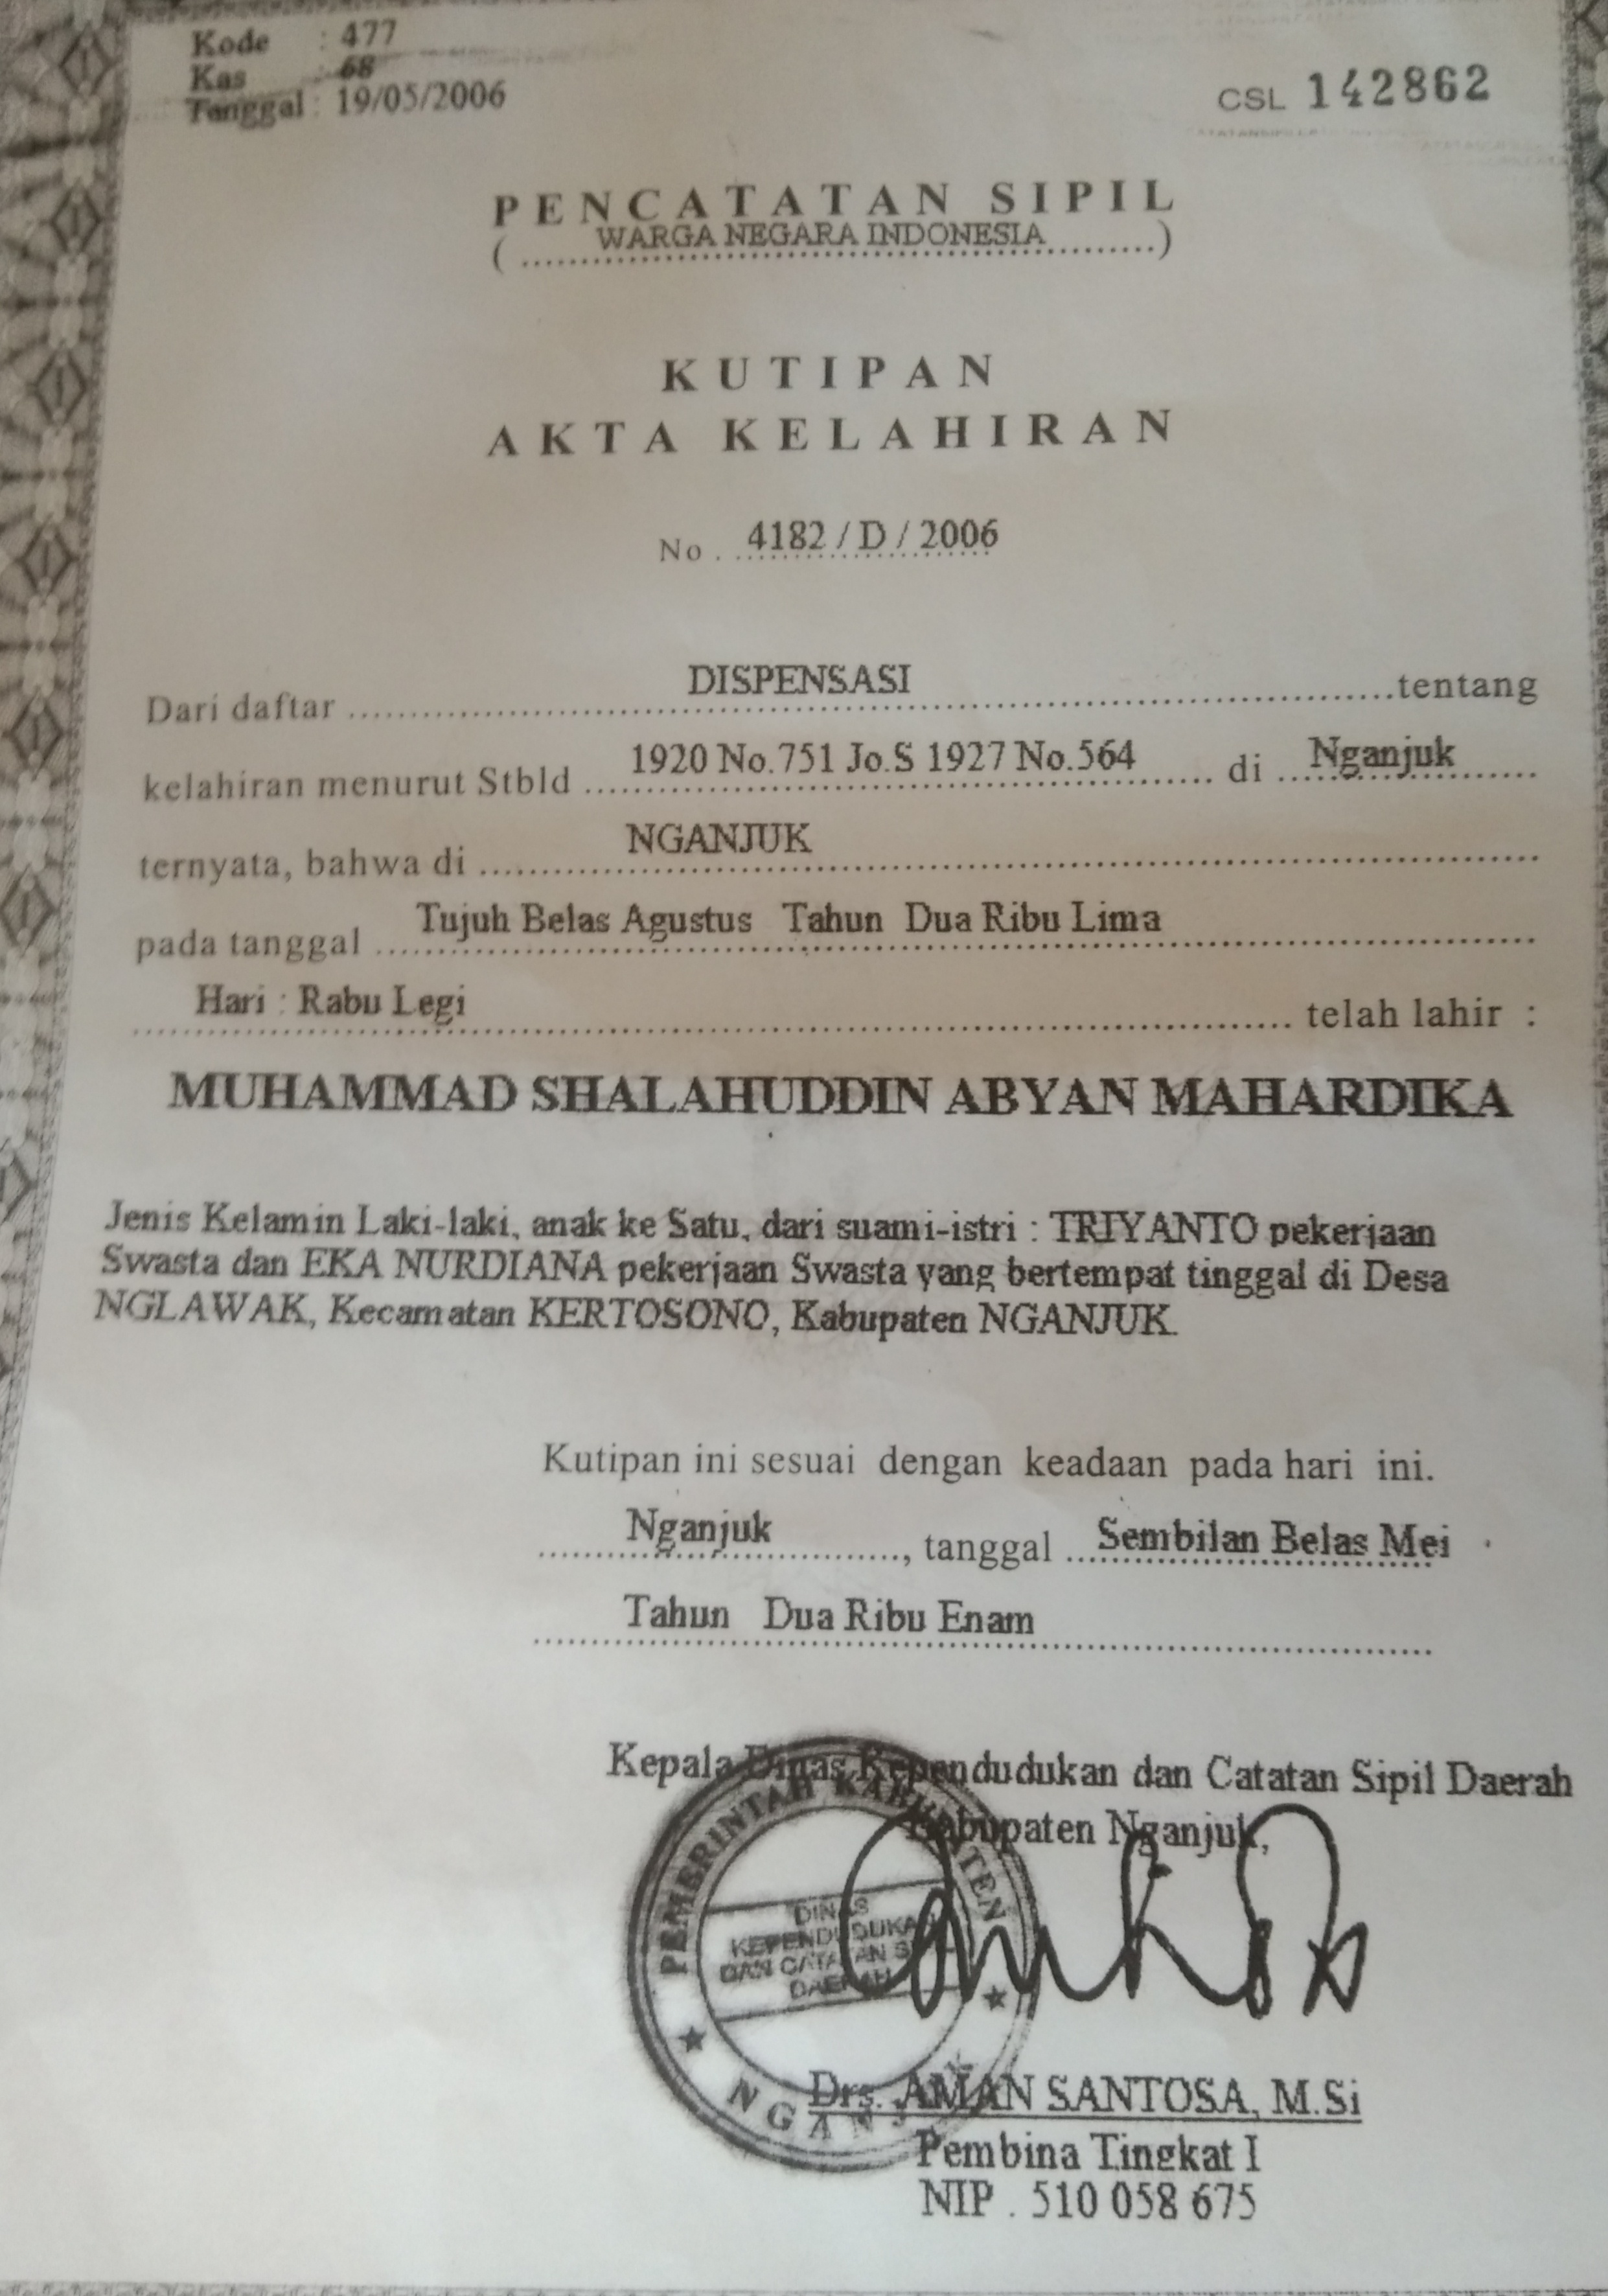 Kode : 477
Kas : 68
Tanggal : 19/05/2006
CSL 142862
PENCATATAN SIPIL
( WARGA NEGARA INDONESIA )
KUTIPAN
AKTA KELAHIRAN
No. 4182 / D / 2006
Dari daftar DISPENSASI tentang
kelahiran menurut Stbld 1920 No.751 Jo.S 1927 No.564 di Nganjuk
ternyata, bahwa di NGANJUK
pada tanggal Tujuh Belas Agustus Tahun Dua Ribu Lima
Hari : Rabu Legi telah lahir :
MUHAMMAD SHALAHUDDIN ABYAN MAHARDIKA
Jenis Kelamin Laki-laki, anak ke Satu, dari suami-istri : TRIYANTO pekerjaan
Swasta dan EKA NURDIANA pekerjaan Swasta yang bertempat tinggal di Desa
NGLAWAK, Kecamatan KERTOSONO, Kabupaten NGANJUK.
Kutipan ini sesuai dengan keadaan pada hari ini.
Nganjuk, tanggal Sembilan Belas Mei
Tahun Dua Ribu Enam
Kepala Dinas Kependudukan dan Catatan Sipil Daerah
Kabupaten Nganjuk,
PEMERINTAH KABUPATEN
DINAS
KEPENDUDUKAN
DAN CATATAN SIPIL
DAERAH
NGANJUK
Drs. AMAN SANTOSA, M.Si
Pembina Tingkat I
NIP . 510 058 675